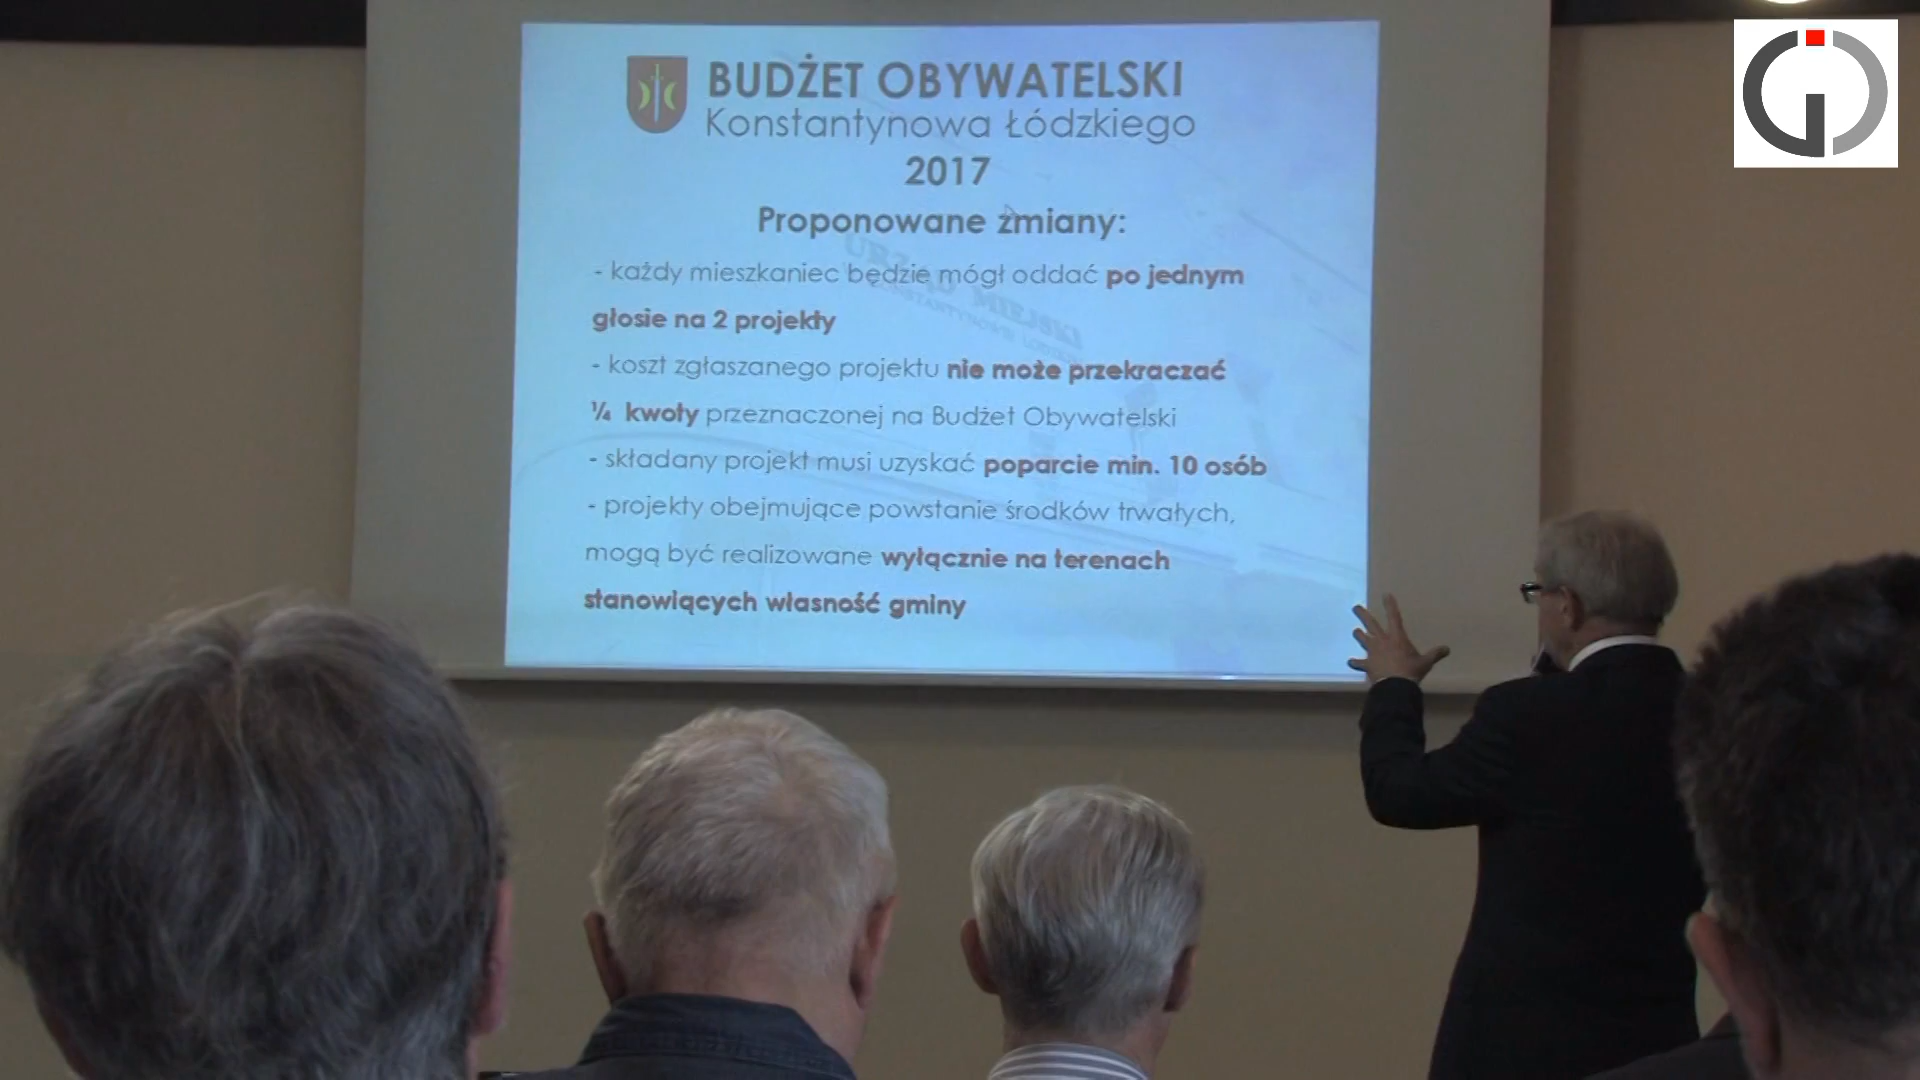 BUDŻET OBYWATELSKI
Konstantynowa Łódzkiego
2017
Proponowane zmiany:
- każdy mieszkaniec będzie mógł oddać po jednym
głosie na 2 projekty
- koszt zgłaszanego projektu nie może przekraczać
¼ kwoty przeznaczonej na Budżet Obywatelski
- składany projekt musi uzyskać poparcie min. 10 osób
- projekty obejmujące powstanie środków trwałych,
mogą być realizowane wyłącznie na terenach
stanowiących własność gminy